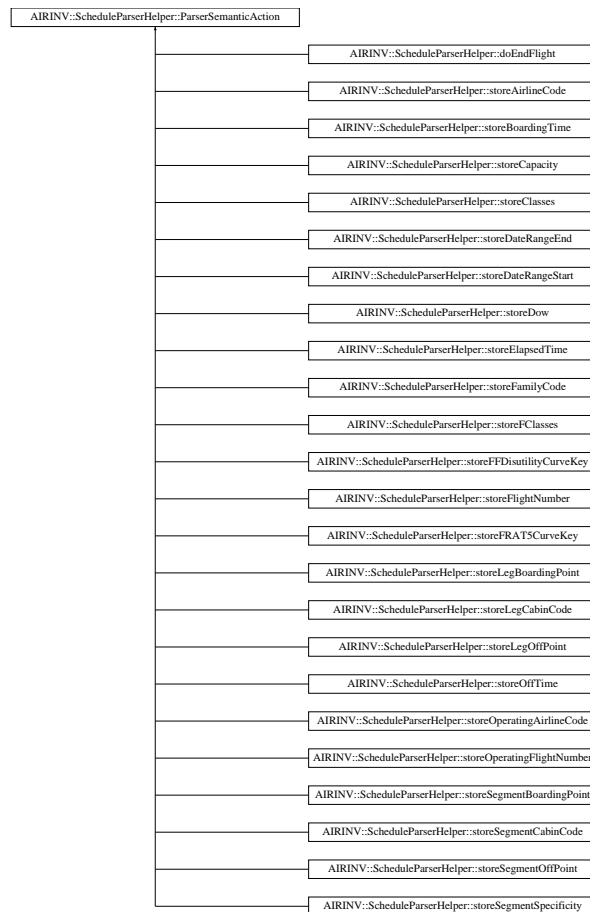 AIRINV::ScheduleParserHelper::ParserSemanticAction
AIRINV::ScheduleParserHelper::doEndFlight
AIRINV::ScheduleParserHelper::storeAirlineCode
AIRINV::ScheduleParserHelper::storeBoardingTime
AIRINV::ScheduleParserHelper::storeCapacity
AIRINV::ScheduleParserHelper::storeClasses
AIRINV::ScheduleParserHelper::storeDateRangeEnd
AIRINV::ScheduleParserHelper::storeDateRangeStart
AIRINV::ScheduleParserHelper::storeDow
AIRINV::ScheduleParserHelper::storeElapsedTime
AIRINV::ScheduleParserHelper::storeFamilyCode
AIRINV::ScheduleParserHelper::storeFClasses
AIRINV::ScheduleParserHelper::storeFFDisutilityCurveKey
AIRINV::ScheduleParserHelper::storeFlightNumber
AIRINV::ScheduleParserHelper::storeFRAT5CurveKey
AIRINV::ScheduleParserHelper::storeLegBoardingPoint
AIRINV::ScheduleParserHelper::storeLegCabinCode
AIRINV::ScheduleParserHelper::storeLegOffPoint
AIRINV::ScheduleParserHelper::storeOffTime
AIRINV::ScheduleParserHelper::storeOperatingAirlineCode
AIRINV::ScheduleParserHelper::storeOperatingFlightNumber
AIRINV::ScheduleParserHelper::storeSegmentBoardingPoint
AIRINV::ScheduleParserHelper::storeSegmentCabinCode
AIRINV::ScheduleParserHelper::storeSegmentOffPoint
AIRINV::ScheduleParserHelper::storeSegmentSpecificity